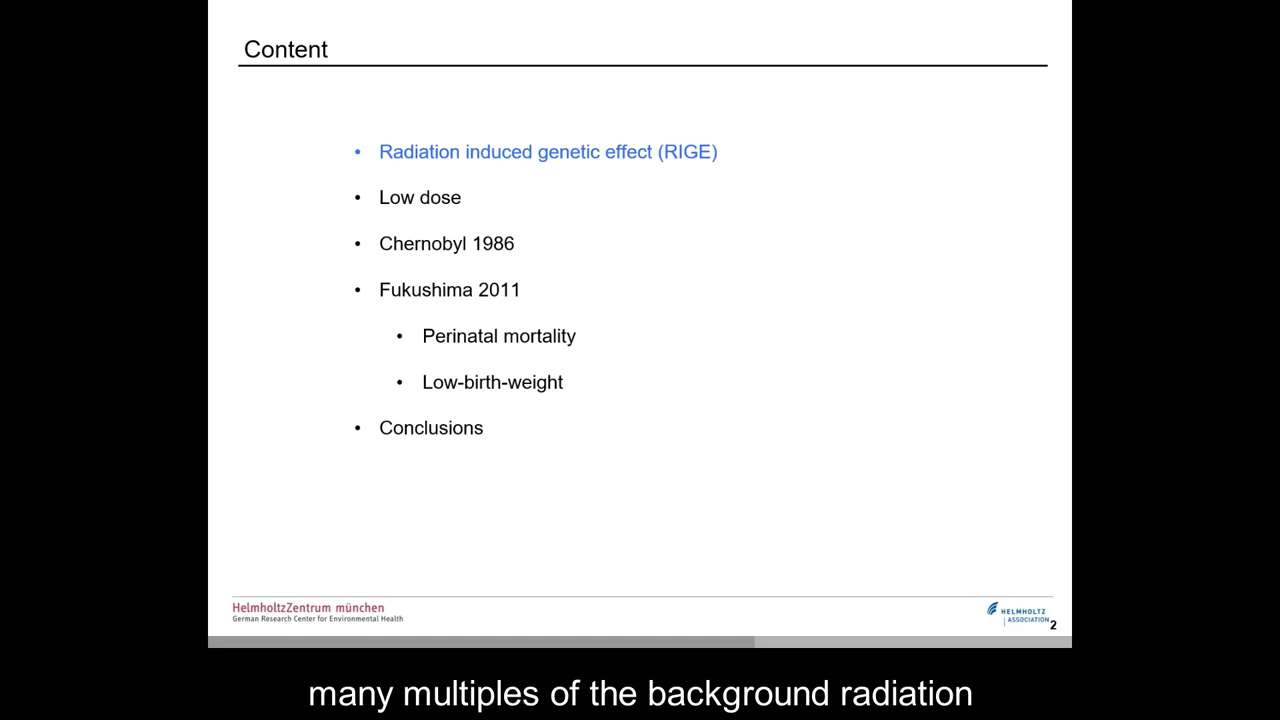 Content
• Radiation induced genetic effect (RIGE)
• Low dose
• Chernobyl 1986
• Fukushima 2011
• Perinatal mortality
• Low-birth-weight
• Conclusions
HelmholtzZentrum münchen
German Research Center for Environmental Health
HELMHOLTZ
ASSOCIATION
2
many multiples of the background radiation